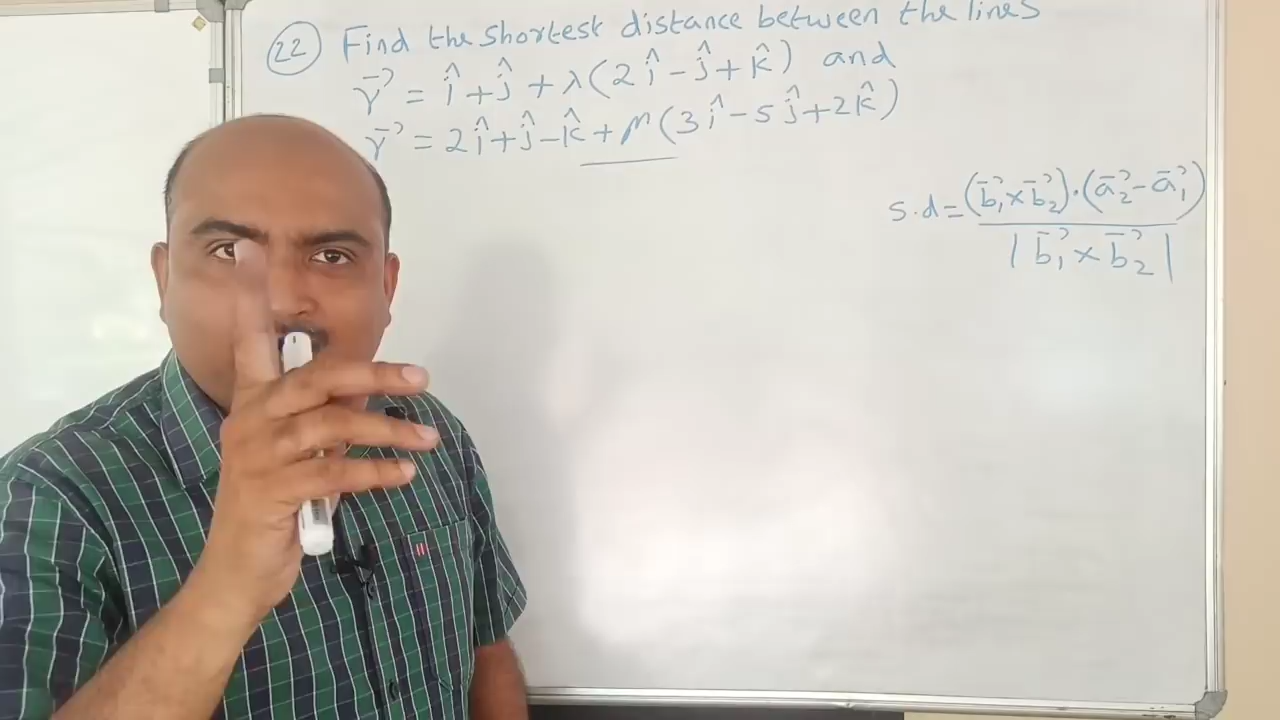 22 Find the shortest distance between the lines
r⃗ = î + ĵ + λ(2î − ĵ + k̂) and
r⃗ = 2î + ĵ − k̂ + μ(3î − 5ĵ + 2k̂)
s.d = (b⃗₁ × b⃗₂)·(a⃗₂ − a⃗₁)
|b⃗₁ × b⃗₂|